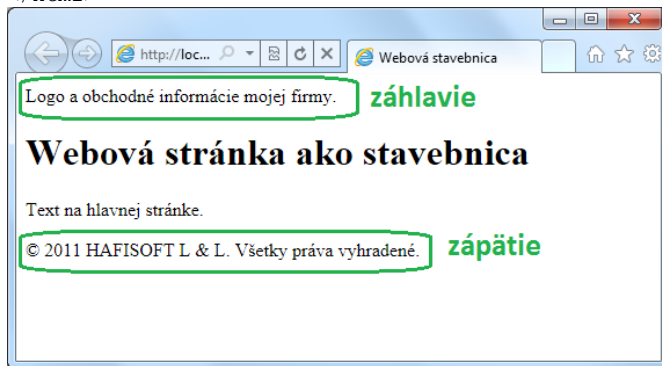 http://loc... Webová stavebnica
Logo a obchodné informácie mojej firmy. záhlavie
Webová stránka ako stavebnica
Text na hlavnej stránke.
© 2011 HAFISOFT L & L. Všetky práva vyhradené. zápätie